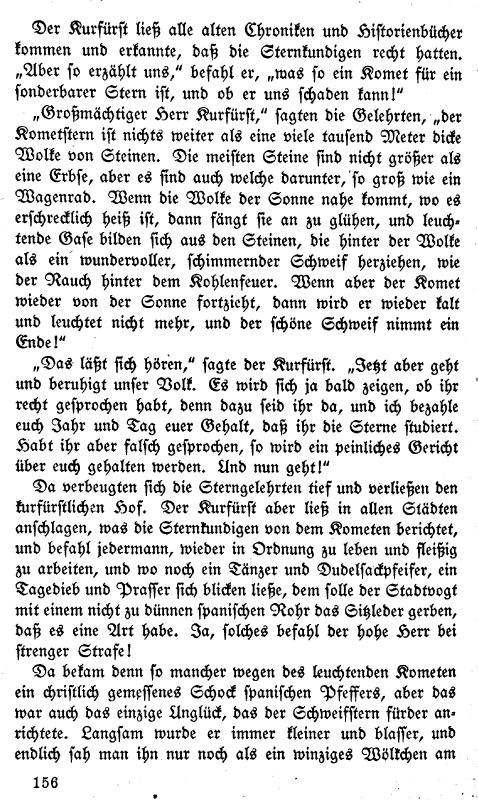 Der Kurfürst ließ alle alten Chroniken und Historienbücher
kommen und erkannte, daß die Sternkundigen recht hatten.
„Aber so erzählt uns,“ befahl er, „was so ein Komet für ein
sonderbarer Stern ist, und ob er uns schaden kann!“
„Großmächtiger Herr Kurfürst,“ sagten die Gelehrten, „der
Kometstern ist nichts weiter als eine viele tausend Meter dicke
Wolke von Steinen. Die meisten Steine sind nicht größer als
eine Erbse, aber es sind auch welche darunter, so groß wie ein
Wagenrad. Wenn die Wolke der Sonne nahe kommt, wo es
erschrecklich heiß ist, dann fängt sie an zu glühen, und leuch-
tende Gase bilden sich aus den Steinen, die hinter der Wolke
als ein wundervoller, schimmernder Schweif herziehen, wie
der Rauch hinter dem Kohlenfeuer. Wenn aber der Komet
wieder von der Sonne fortzieht, dann wird er wieder kalt
und leuchtet nicht mehr, und der schöne Schweif nimmt ein
Ende!“
„Das läßt sich hören,“ sagte der Kurfürst. „Jetzt aber geht
und beruhigt unser Volk. Es wird sich ja bald zeigen, ob ihr
recht gesprochen habt, denn dazu seid ihr da, und ich bezahle
euch Jahr und Tag euer Gehalt, daß ihr die Sterne studiert.
Habt ihr aber falsch gesprochen, so wird ein peinliches Gericht
über euch gehalten werden. Und nun geht!“
Da verbeugten sich die Sterngelehrten tief und verließen den
kurfürstlichen Hof. Der Kurfürst aber ließ in allen Städten
anschlagen, was die Sternkundigen von dem Kometen berichtet,
und befahl jedermann, wieder in Ordnung zu leben und fleißig
zu arbeiten, und wo noch ein Tänzer und Dudelsackpfeifer, ein
Tagedieb und Prasser sich blicken ließe, dem solle der Stadtvogt
mit einem nicht zu dünnen spanischen Rohr das Sitzleder gerben,
daß es eine Art habe. Ja, solches befahl der hohe Herr bei
strenger Strafe!
Da bekam denn so mancher wegen des leuchtenden Kometen
ein christlich gemessenes Schock spanischen Pfeffers, aber das
war auch das einzige Unglück, das der Schweifstern fürder an-
richtete. Langsam wurde er immer kleiner und blasser, und
endlich sah man ihn nur noch als ein winziges Wölkchen am
156